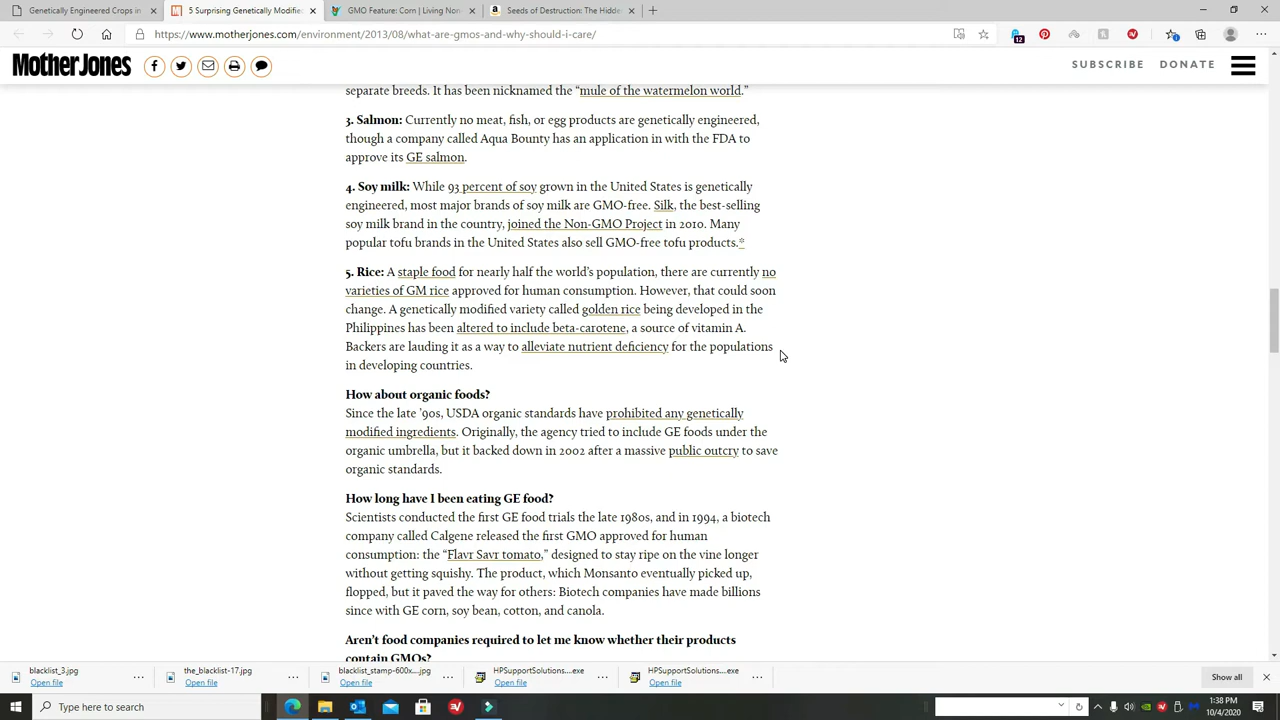 Genetically Engineered Crops in
5 Surprising Genetically Modifie
GMO Feature: Corn | Living Non
Seeds of Destruction: The Hidde
https://www.motherjones.com/environment/2013/08/what-are-gmos-and-why-should-i-care/
12
Mother Jones
SUBSCRIBE DONATE
separate breeds. It has been nicknamed the “mule of the watermelon world.”
3. Salmon: Currently no meat, fish, or egg products are genetically engineered,
though a company called Aqua Bounty has an application in with the FDA to
approve its GE salmon.
4. Soy milk: While 93 percent of soy grown in the United States is genetically
engineered, most major brands of soy milk are GMO-free. Silk, the best-selling
soy milk brand in the country, joined the Non-GMO Project in 2010. Many
popular tofu brands in the United States also sell GMO-free tofu products.*
5. Rice: A staple food for nearly half the world’s population, there are currently no
varieties of GM rice approved for human consumption. However, that could soon
change. A genetically modified variety called golden rice being developed in the
Philippines has been altered to include beta-carotene, a source of vitamin A.
Backers are lauding it as a way to alleviate nutrient deficiency for the populations
in developing countries.
How about organic foods?
Since the late ’90s, USDA organic standards have prohibited any genetically
modified ingredients. Originally, the agency tried to include GE foods under the
organic umbrella, but it backed down in 2002 after a massive public outcry to save
organic standards.
How long have I been eating GE food?
Scientists conducted the first GE food trials the late 1980s, and in 1994, a biotech
company called Calgene released the first GMO approved for human
consumption: the “Flavr Savr tomato,” designed to stay ripe on the vine longer
without getting squishy. The product, which Monsanto eventually picked up,
flopped, but it paved the way for others: Biotech companies have made billions
since with GE corn, soy bean, cotton, and canola.
Aren’t food companies required to let me know whether their products
contain GMOs?
blacklist_3.jpg
Open file
the_blacklist-17.jpg
Open file
blacklist_stamp-600x....jpg
Open file
HPSupportSolutions....exe
Open file
HPSupportSolutions....exe
Open file
Show all
Type here to search
1:38 PM
10/4/2020